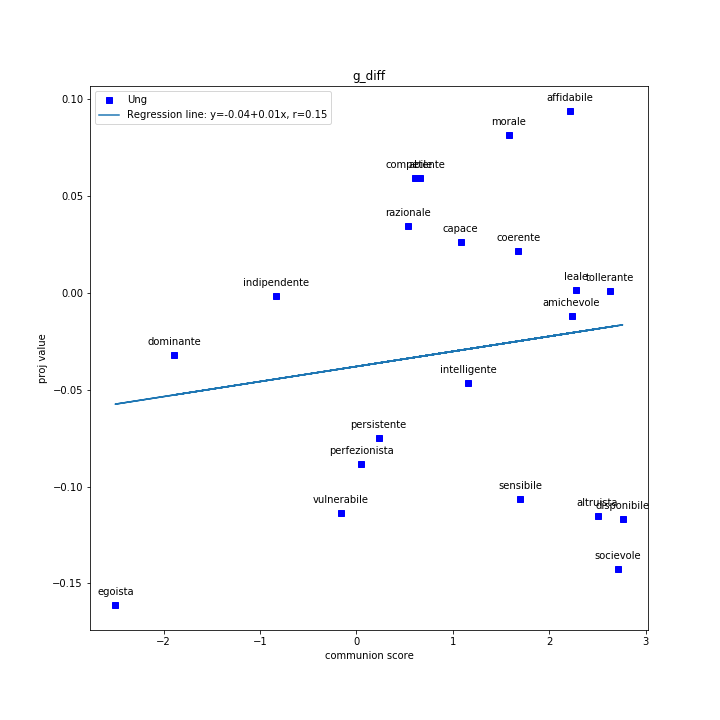 g_diff
Ung
Regression line: y=-0.04+0.01x, r=0.15
affidabile
morale
competente
abile
razionale
capace
coerente
indipendente
leale
tollerante
amichevole
dominante
intelligente
persistente
perfezionista
sensibile
vulnerabile
altruista
disponibile
socievole
egoista
0.10
0.05
0.00
−0.05
−0.10
−0.15
proj value
−2
−1
0
1
2
3
communion score